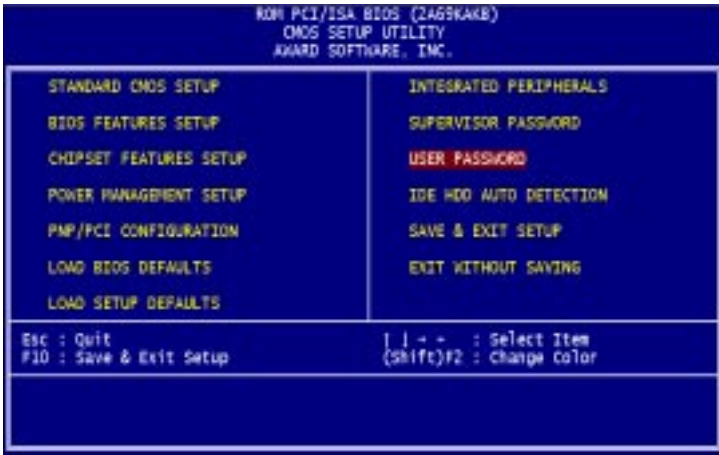 ROM PCI/ISA BIOS (2A69KAKB)
CMOS SETUP UTILITY
AWARD SOFTWARE, INC.
STANDARD CMOS SETUP
BIOS FEATURES SETUP
CHIPSET FEATURES SETUP
POWER MANAGEMENT SETUP
PNP/PCI CONFIGURATION
LOAD BIOS DEFAULTS
LOAD SETUP DEFAULTS
INTEGRATED PERIPHERALS
SUPERVISOR PASSWORD
USER PASSWORD
IDE HDD AUTO DETECTION
SAVE & EXIT SETUP
EXIT WITHOUT SAVING
Esc : Quit
F10 : Save & Exit Setup
: Select Item
(Shift)F2 : Change Color